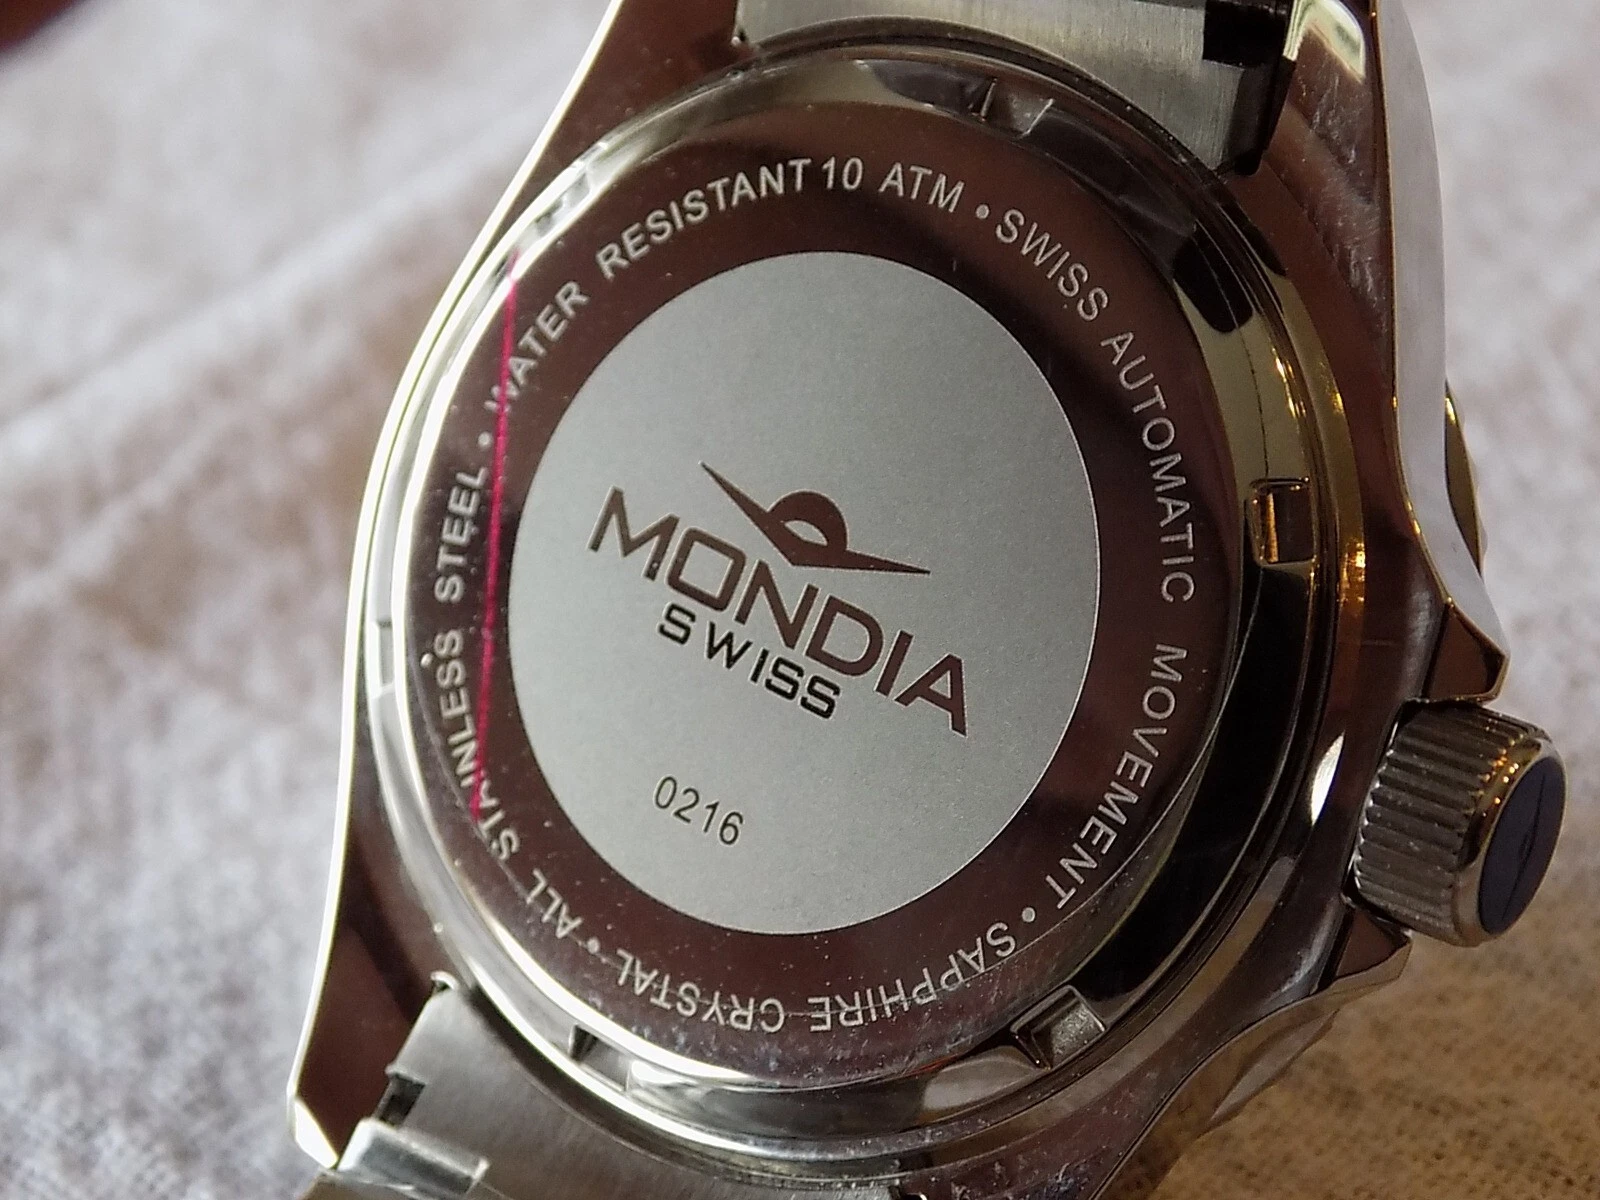 WATER RESISTANT 10 ATM • SWISS AUTOMATIC MOVEMENT • SAPPHIRE CRYSTAL • ALL STAINLESS STEEL •
MONDIA
SWISS
0216